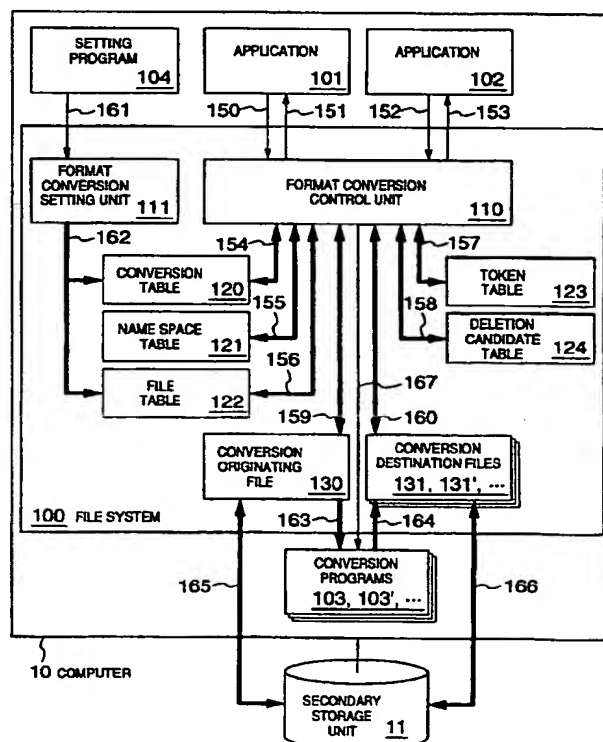 SETTING
PROGRAM
104
APPLICATION
101
APPLICATION
102
161
150
151
152
153
FORMAT
CONVERSION
SETTING UNIT
111
FORMAT CONVERSION
CONTROL UNIT
110
162
154
157
CONVERSION
TABLE
120
TOKEN
TABLE
123
155
158
NAME SPACE
TABLE
121
DELETION
CANDIDATE
TABLE
124
156
FILE
TABLE
122
167
159
160
CONVERSION
ORIGINATING
FILE
130
CONVERSION
DESTINATION FILES
131, 131', ...
100 FILE SYSTEM
163
164
165
CONVERSION
PROGRAMS
103, 103', ...
166
10 COMPUTER
SECONDARY
STORAGE
UNIT
11